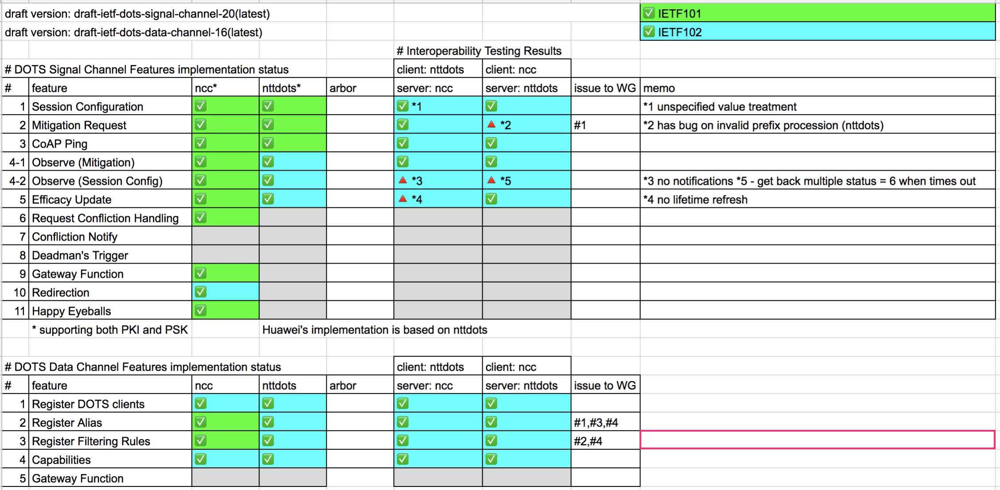 draft version: draft-ietf-dots-signal-channel-20(latest) ✅ IETF101
draft version: draft-ietf-dots-data-channel-16(latest) ✅ IETF102
# Interoperability Testing Results
# DOTS Signal Channel Features implementation status client: nttdots client: ncc
# feature ncc* nttdots* arbor server: ncc server: nttdots issue to WG memo
1 Session Configuration ✅ ✅ ✅ *1 ✅ *1 unspecified value treatment
2 Mitigation Request ✅ ✅ ✅ 🔺 *2 #1 *2 has bug on invalid prefix procession (nttdots)
3 CoAP Ping ✅ ✅ ✅ ✅
4-1 Observe (Mitigation) ✅ ✅ ✅ ✅
4-2 Observe (Session Config) ✅ ✅ 🔺 *3 🔺 *5 *3 no notifications *5 - get back multiple status = 6 when times out
5 Efficacy Update ✅ ✅ 🔺 *4 ✅ *4 no lifetime refresh
6 Request Confliction Handling ✅
7 Confliction Notify
8 Deadman's Trigger
9 Gateway Function ✅
10 Redirection ✅
11 Happy Eyeballs ✅
* supporting both PKI and PSK Huawei's implementation is based on nttdots
# DOTS Data Channel Features implementation status client: nttdots client: ncc
# feature ncc nttdots arbor server: ncc server: nttdots issue to WG
1 Register DOTS clients ✅ ✅ ✅ ✅
2 Register Alias ✅ ✅ ✅ ✅ #1,#3,#4
3 Register Filtering Rules ✅ ✅ ✅ ✅ #2,#4
4 Capabilities ✅ ✅ ✅ ✅
5 Gateway Function